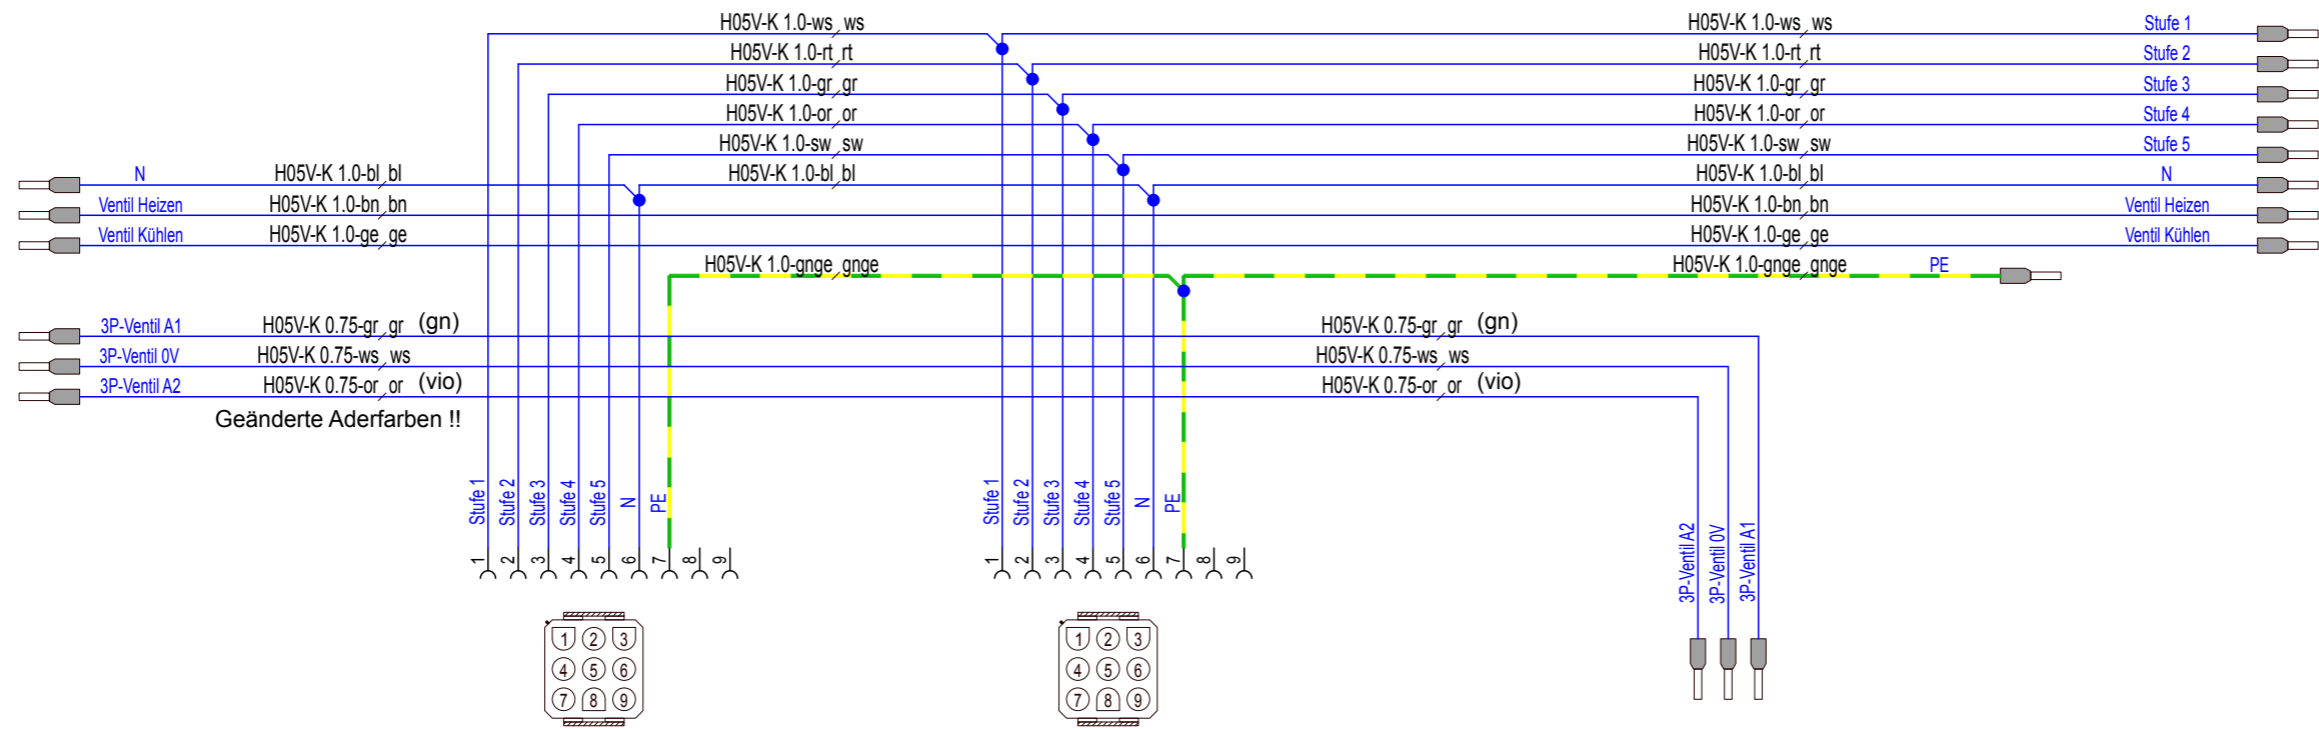 H05V-K 1.0-ws ws H05V-K 1.0-ws ws Stufe 1
H05V-K 1.0-rt rt H05V-K 1.0-rt rt Stufe 2
H05V-K 1.0-gr gr H05V-K 1.0-gr gr Stufe 3
H05V-K 1.0-or or H05V-K 1.0-or or Stufe 4
H05V-K 1.0-sw sw H05V-K 1.0-sw sw Stufe 5
N H05V-K 1.0-bl bl H05V-K 1.0-bl bl H05V-K 1.0-bl bl N
Ventil Heizen H05V-K 1.0-bn bn H05V-K 1.0-bn bn Ventil Heizen
Ventil Kühlen H05V-K 1.0-ge ge H05V-K 1.0-ge ge Ventil Kühlen
H05V-K 1.0-gnge gnge H05V-K 1.0-gnge gnge PE
3P-Ventil A1 H05V-K 0.75-gr gr (gn) H05V-K 0.75-gr gr (gn)
3P-Ventil 0V H05V-K 0.75-ws ws H05V-K 0.75-ws ws
3P-Ventil A2 H05V-K 0.75-or or (vio) H05V-K 0.75-or or (vio)
Geänderte Aderfarben !!
Stufe 1 Stufe 2 Stufe 3 Stufe 4 Stufe 5 N PE Stufe 1 Stufe 2 Stufe 3 Stufe 4 Stufe 5 N PE
3P-Ventil A2 3P-Ventil 0V 3P-Ventil A1
1 2 3 4 5 6 7 8 9 1 2 3 4 5 6 7 8 9
1 2 3 1 2 3
4 5 6 4 5 6
7 8 9 7 8 9